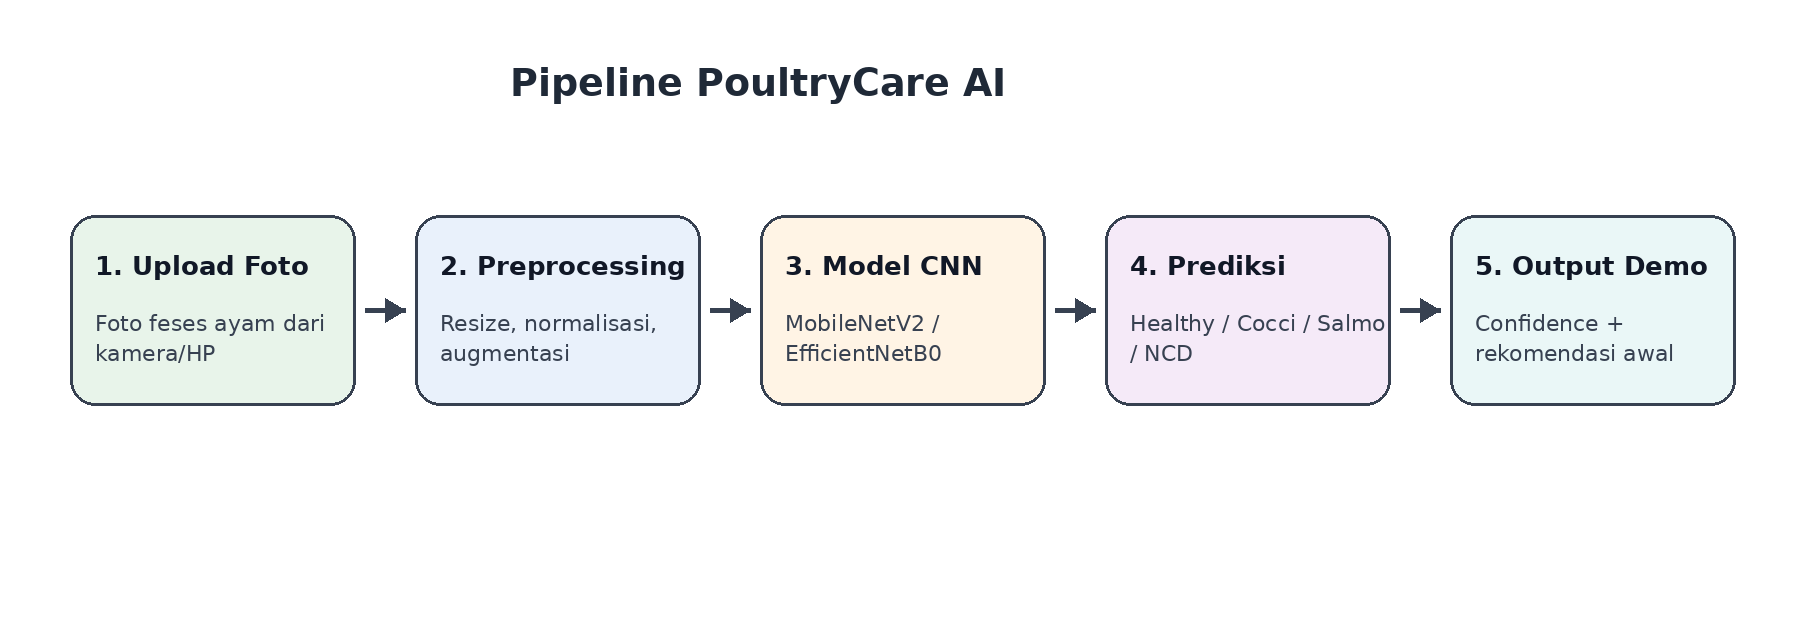 Pipeline PoultryCare AI
1. Upload Foto
Foto feses ayam dari
kamera/HP
2. Preprocessing
Resize, normalisasi,
augmentasi
3. Model CNN
MobileNetV2 /
EfficientNetB0
4. Prediksi
Healthy / Cocci / Salmo
/ NCD
5. Output Demo
Confidence +
rekomendasi awal